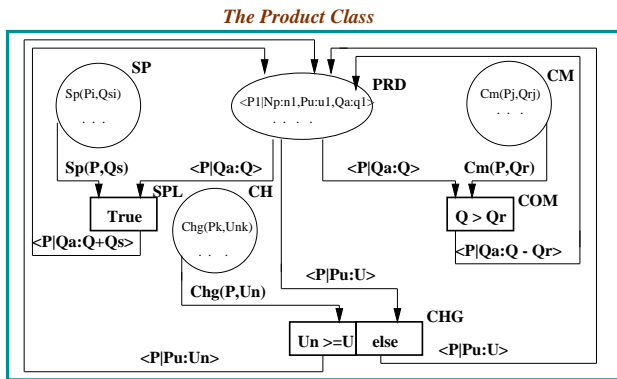 The Product Class
SP
PRD
CM
Sp(Pi,Qsi)
. . .
<P1|Np:n1,Pu:u1,Qa:q1>
. . . .
Cm(Pj,Qrj)
. . .
Sp(P,Qs)
<P|Qa:Q>
<P|Qa:Q>
Cm(P,Qr)
SPL
CH
COM
True
Q > Qr
Chg(Pk,Unk)
. . .
<P|Qa:Q+Qs>
<P|Qa:Q - Qr>
<P|Pu:U>
Chg(P,Un)
CHG
Un >=U
else
<P|Pu:Un>
<P|Pu:U>